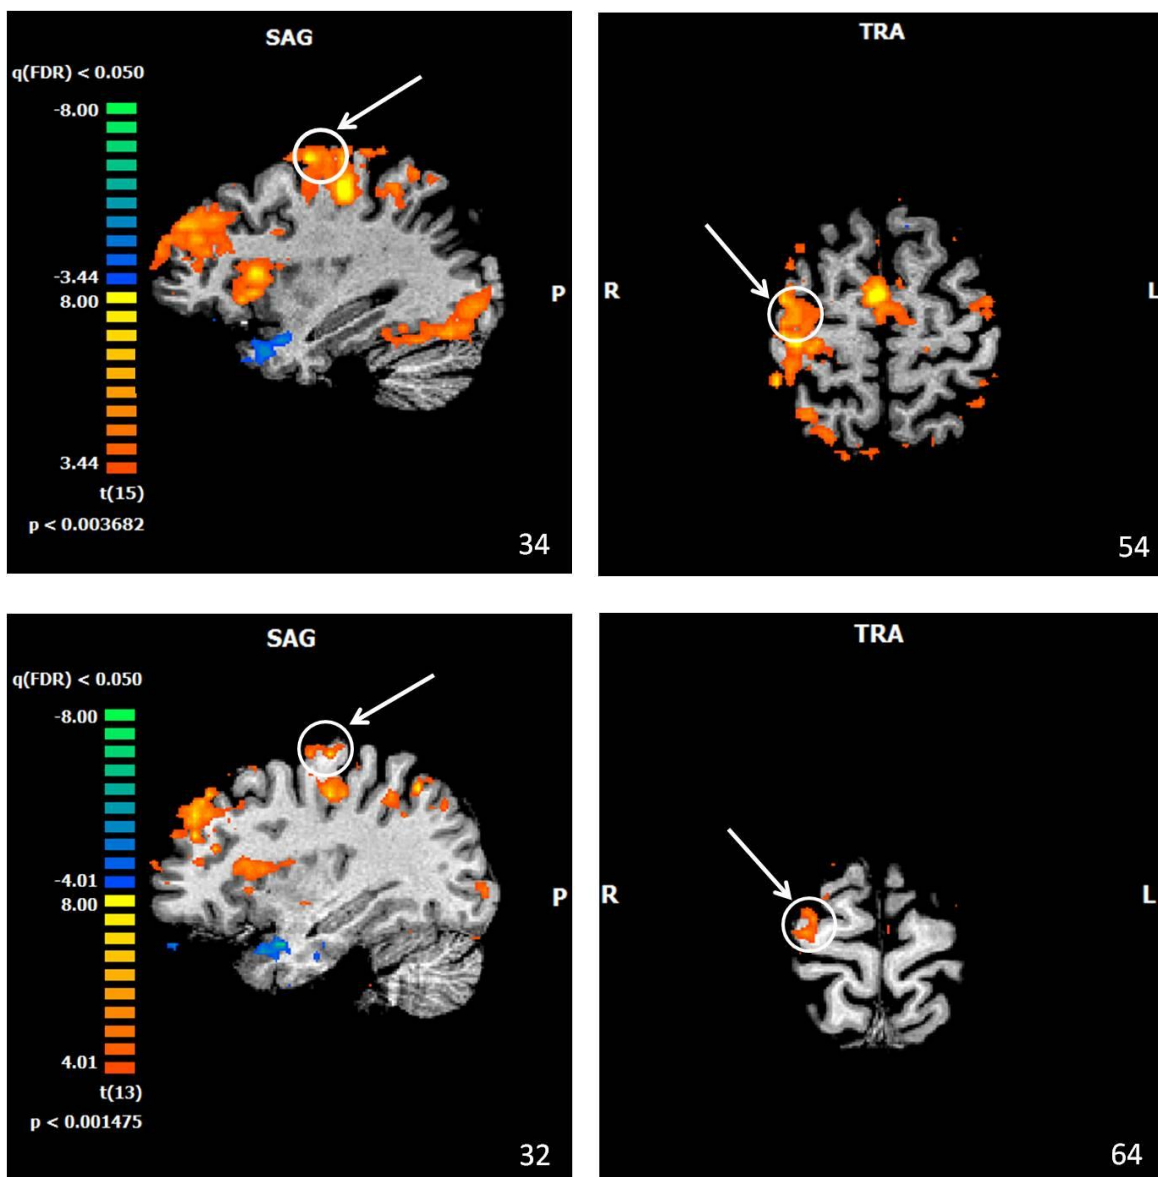 SAG
q(FDR) < 0.050
-8.00
-3.44
8.00
3.44
t(15)
p < 0.003682
P
34
TRA
R
L
54
SAG
q(FDR) < 0.050
-8.00
-4.01
8.00
4.01
t(13)
p < 0.001475
P
32
TRA
R
L
64